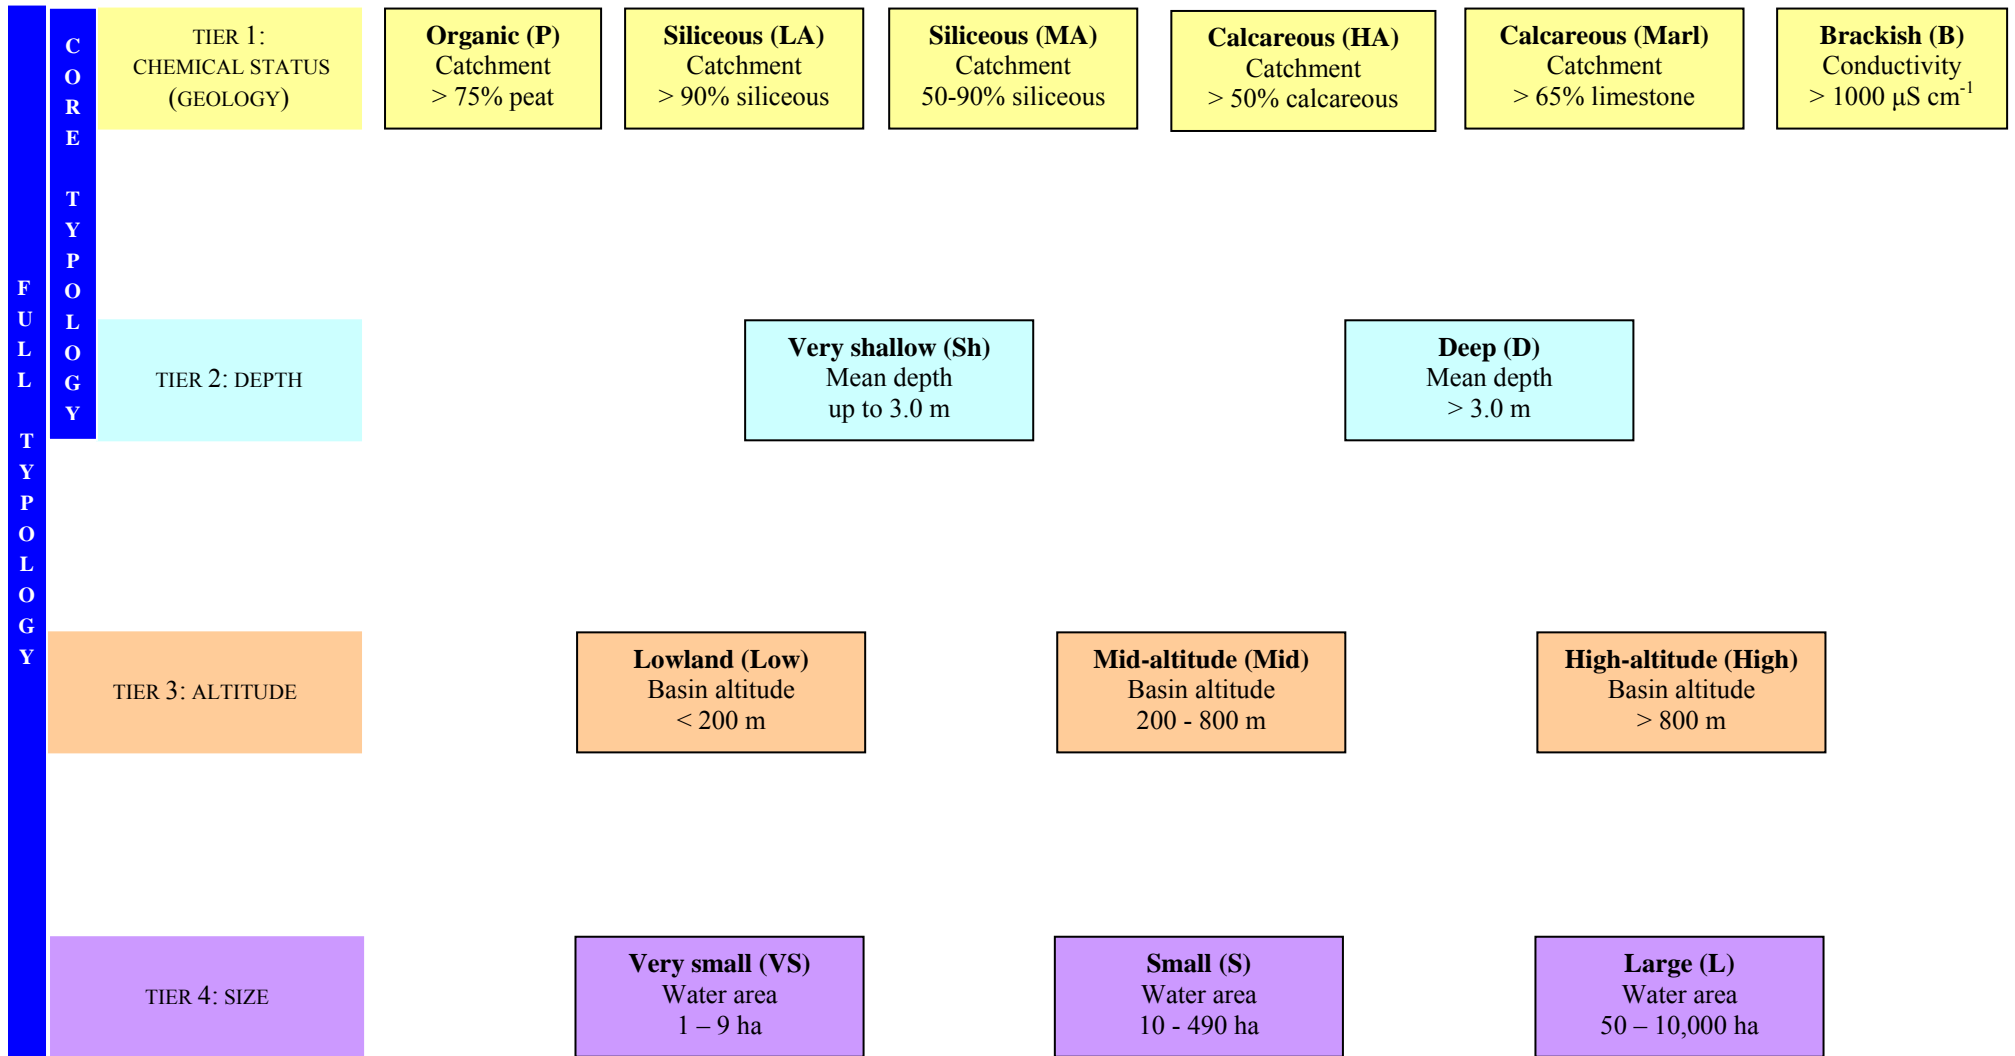 FULL TYPOLOGY
CORE TYPOLOGY
TIER 1:
CHEMICAL STATUS
(GEOLOGY)
Organic (P)
Catchment
> 75% peat
Siliceous (LA)
Catchment
> 90% siliceous
Siliceous (MA)
Catchment
50-90% siliceous
Calcareous (HA)
Catchment
> 50% calcareous
Calcareous (Marl)
Catchment
> 65% limestone
Brackish (B)
Conductivity
> 1000 µS cm⁻¹
TIER 2: DEPTH
Very shallow (Sh)
Mean depth
up to 3.0 m
Deep (D)
Mean depth
> 3.0 m
TIER 3: ALTITUDE
Lowland (Low)
Basin altitude
< 200 m
Mid-altitude (Mid)
Basin altitude
200 - 800 m
High-altitude (High)
Basin altitude
> 800 m
TIER 4: SIZE
Very small (VS)
Water area
1 – 9 ha
Small (S)
Water area
10 - 490 ha
Large (L)
Water area
50 – 10,000 ha